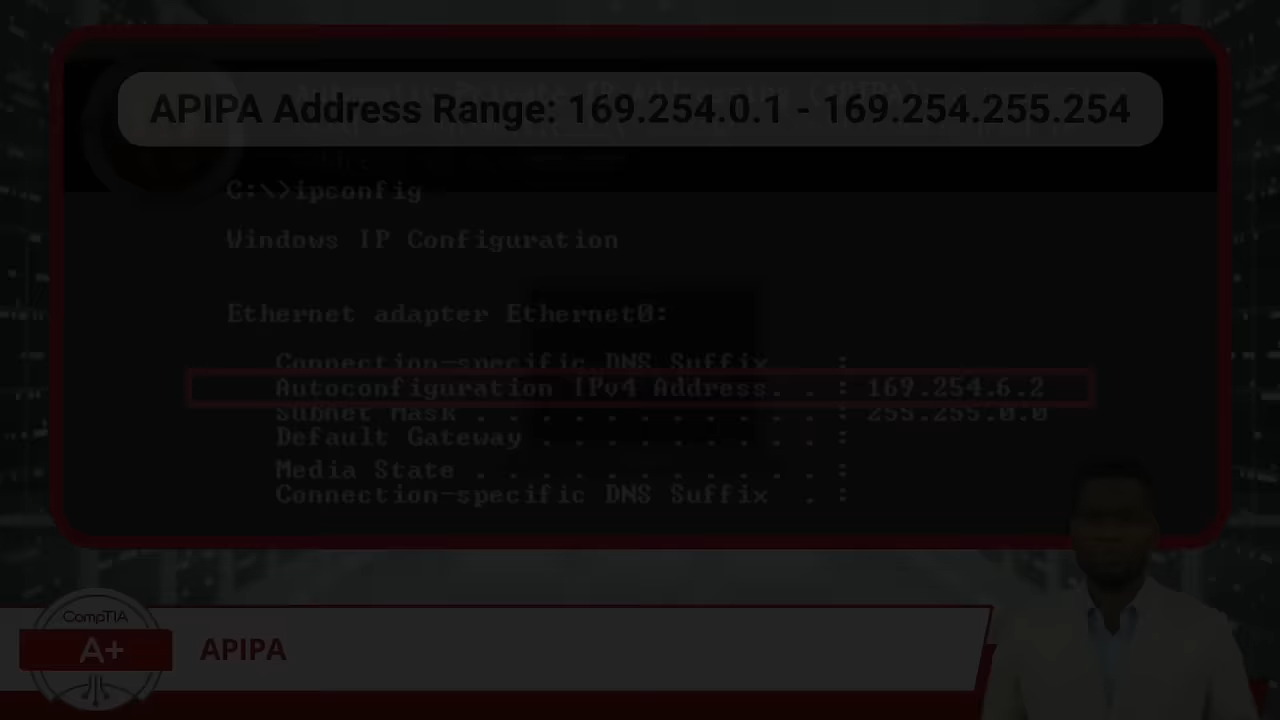 APIPA Address Range: 169.254.0.1 - 169.254.255.254
C:\>ipconfig
Windows IP Configuration
Ethernet adapter Ethernet0:
Connection-specific DNS Suffix . :
Autoconfiguration IPv4 Address. . : 169.254.6.2
Subnet Mask . . . . . . . . . . . : 255.255.0.0
Default Gateway . . . . . . . . . :
Media State . . . . . . . . . . . :
Connection-specific DNS Suffix . :
CompTIA
A+
APIPA